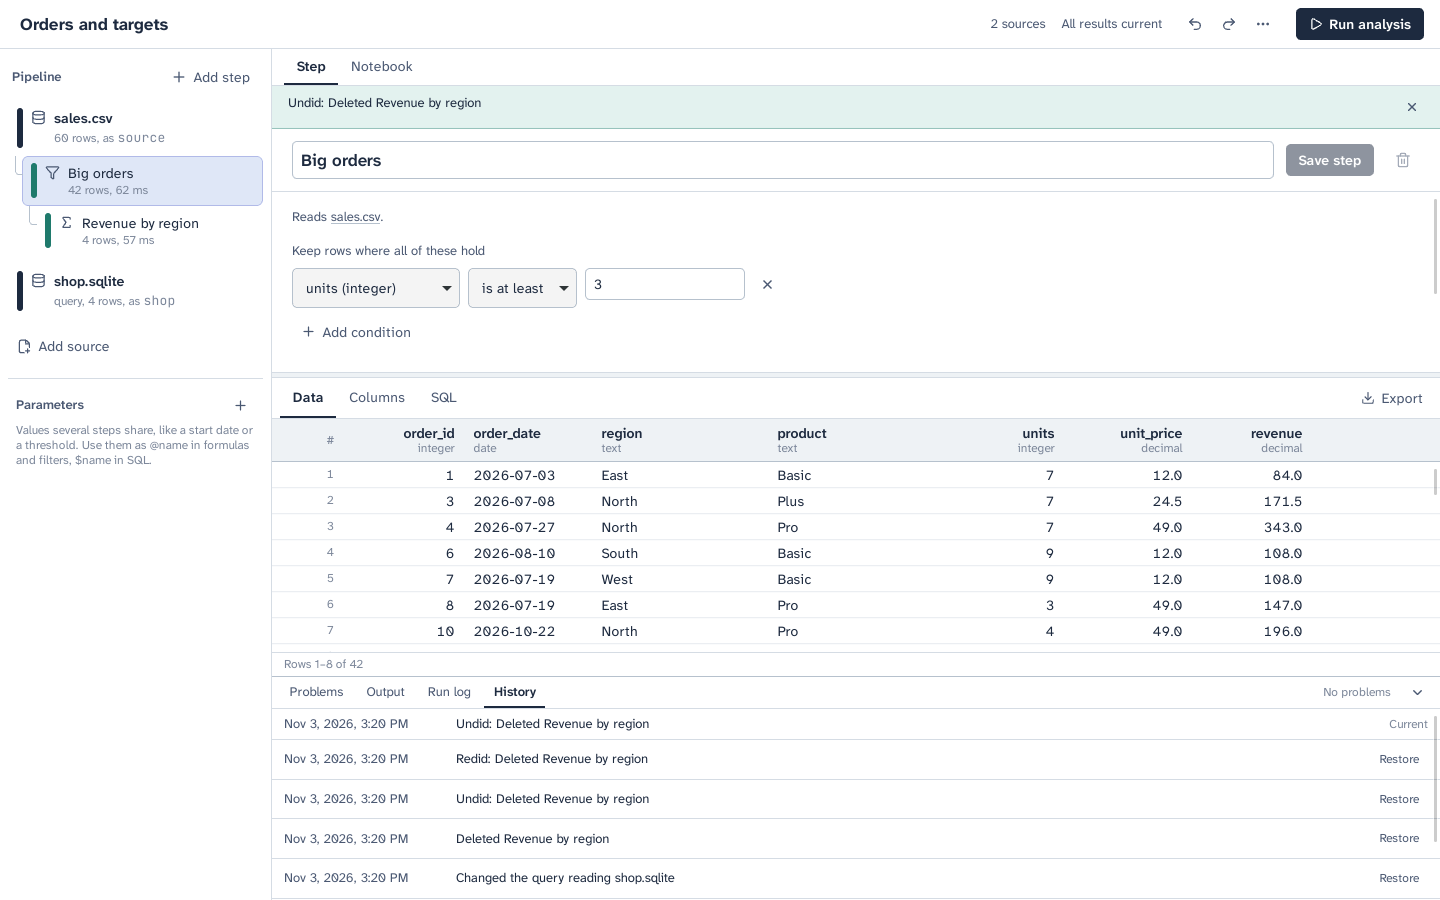 Orders and targets
2 sources
All results current
Run analysis
Pipeline
Add step
sales.csv
60 rows, as source
Big orders
42 rows, 62 ms
Revenue by region
4 rows, 57 ms
shop.sqlite
query, 4 rows, as shop
Add source
Parameters
Values several steps share, like a start date or
a threshold. Use them as @name in formulas
and filters, $name in SQL.
Step
Notebook
Undid: Deleted Revenue by region
Big orders
Save step
Reads sales.csv.
Keep rows where all of these hold
units (integer)
is at least
3
Add condition
Data
Columns
SQL
Export
# order_id order_date region product units unit_price revenue
integer date text text integer decimal decimal
1 1 2026-07-03 East Basic 7 12.0 84.0
2 3 2026-07-08 North Plus 7 24.5 171.5
3 4 2026-07-27 North Pro 7 49.0 343.0
4 6 2026-08-10 South Basic 9 12.0 108.0
5 7 2026-07-19 West Basic 9 12.0 108.0
6 8 2026-07-19 East Pro 3 49.0 147.0
7 10 2026-10-22 North Pro 4 49.0 196.0
Rows 1–8 of 42
Problems
Output
Run log
History
No problems
Nov 3, 2026, 3:20 PM Undid: Deleted Revenue by region Current
Nov 3, 2026, 3:20 PM Redid: Deleted Revenue by region Restore
Nov 3, 2026, 3:20 PM Undid: Deleted Revenue by region Restore
Nov 3, 2026, 3:20 PM Deleted Revenue by region Restore
Nov 3, 2026, 3:20 PM Changed the query reading shop.sqlite Restore